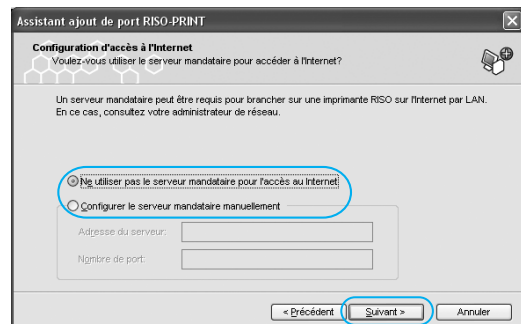 Assistant ajout de port RISO-PRINT
Configuration d'accès à l'Internet
Voulez-vous utiliser le serveur mandataire pour accéder à l'Internet?
Un serveur mandataire peut être requis pour brancher sur une imprimante RISO sur l'Internet par LAN.
En ce cas, consultez votre administrateur de réseau.
Ne utiliser pas le serveur mandataire pour l'accès au Internet
Configurer le serveur mandataire manuellement
Adresse du serveur:
Nombre de port:
< Précédent
Suivant >
Annuler